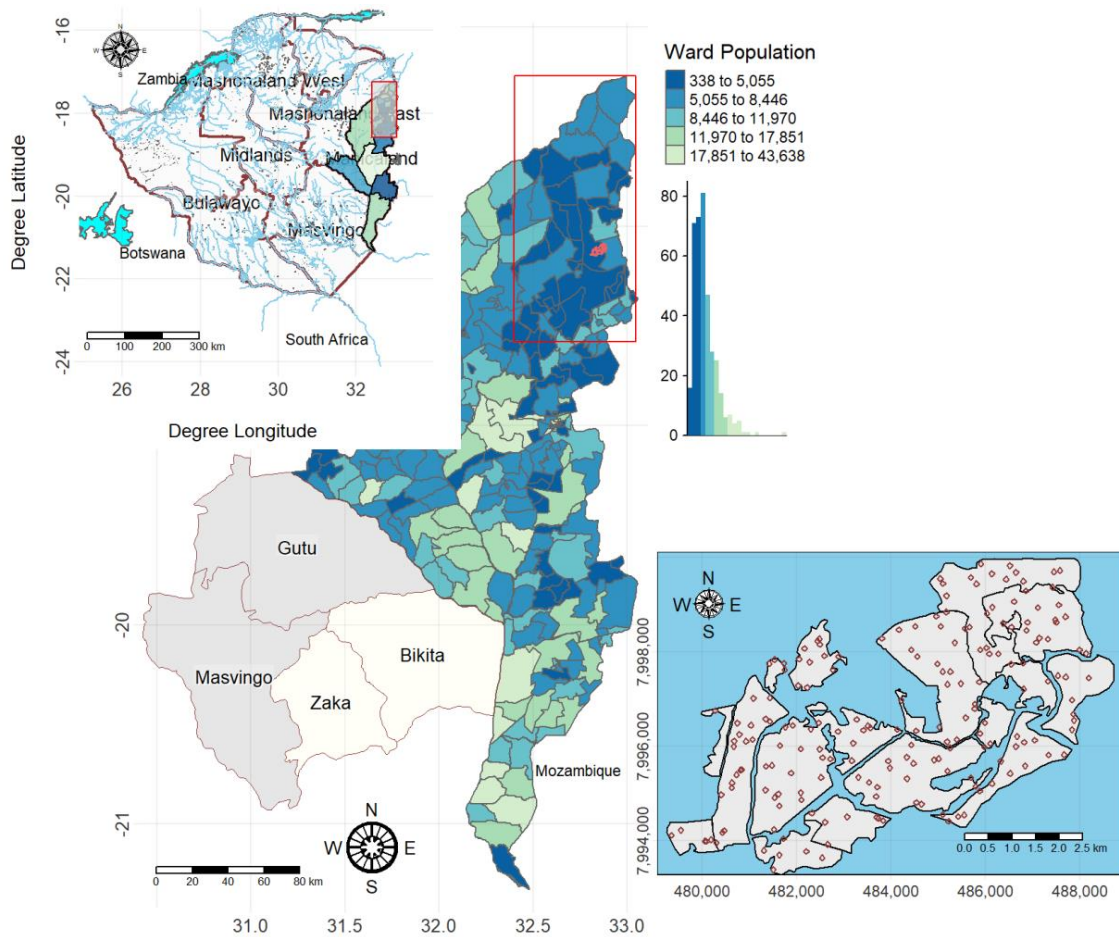 -16
-18
-20
-22
-24
Degree Latitude
N
W
E
S
Zambia
Mashonaland West
Mashonaland East
Midlands
Manicaland
Bulawayo
Masvingo
Botswana
South Africa
0 100 200 300 km
26 28 30 32
Degree Longitude
Ward Population
338 to 5,055
5,055 to 8,446
8,446 to 11,970
11,970 to 17,851
17,851 to 43,638
80
60
40
20
0
Gutu
Masvingo
Zaka
Bikita
Mozambique
-20
-21
N
W E
S
0 20 40 60 80 km
31.0 31.5 32.0 32.5 33.0
N
W E
S
7,998,000
7,996,000
7,994,000
0.0 0.5 1.0 1.5 2.0 2.5
km
480,000 482,000 484,000 486,000 488,000